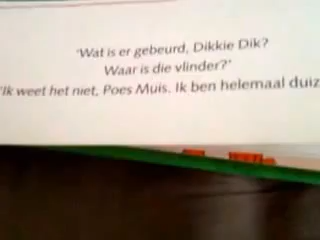 'Wat is er gebeurd, Dikkie Dik?
Waar is die vlinder?'
'Ik weet het niet, Poes Muis. Ik ben helemaal duiz